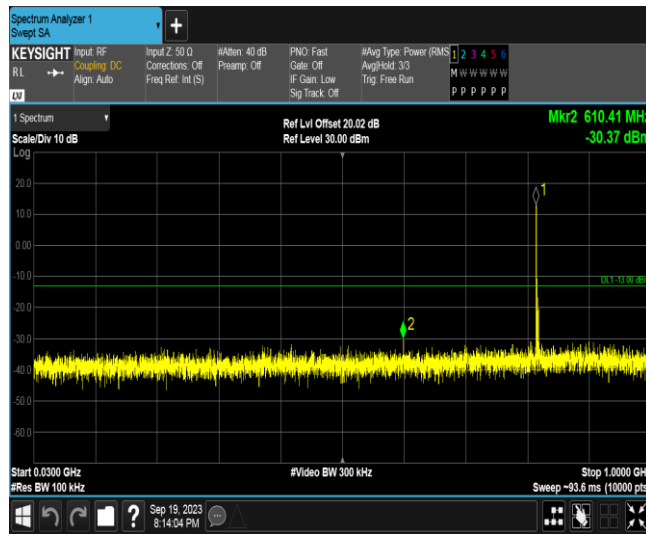 Spectrum Analyzer 1
Swept SA
+
KEYSIGHT
RL
LXI
Input: RF
Coupling: DC
Align: Auto
Input Z: 50 Ω
Corrections: Off
Freq Ref: Int (S)
#Atten: 40 dB
Preamp: Off
PNO: Fast
Gate: Off
IF Gain: Low
Sig Track: Off
#Avg Type: Power (RMS
Avg|Hold: 3/3
Trig: Free Run
1 2 3 4 5 6
M W W W W W
P P P P P P
1 Spectrum
Scale/Div 10 dB
Log
Ref Lvl Offset 20.02 dB
Ref Level 30.00 dBm
Mkr2 610.41 MHz
-30.37 dBm
20.0
10.0
0.00
-10.0
-20.0
-30.0
-40.0
-50.0
-60.0
1
DL1 -13.00 dBm
2
Start 0.0300 GHz
#Res BW 100 kHz
#Video BW 300 kHz
Stop 1.0000 GHz
Sweep ~93.6 ms (10000 pts
?
Sep 19, 2023
8:14:04 PM